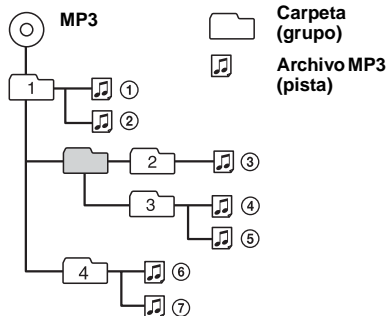 MP3
Carpeta
(grupo)
Archivo MP3
(pista)
1
①
②
2
③
3
④
⑤
4
⑥
⑦